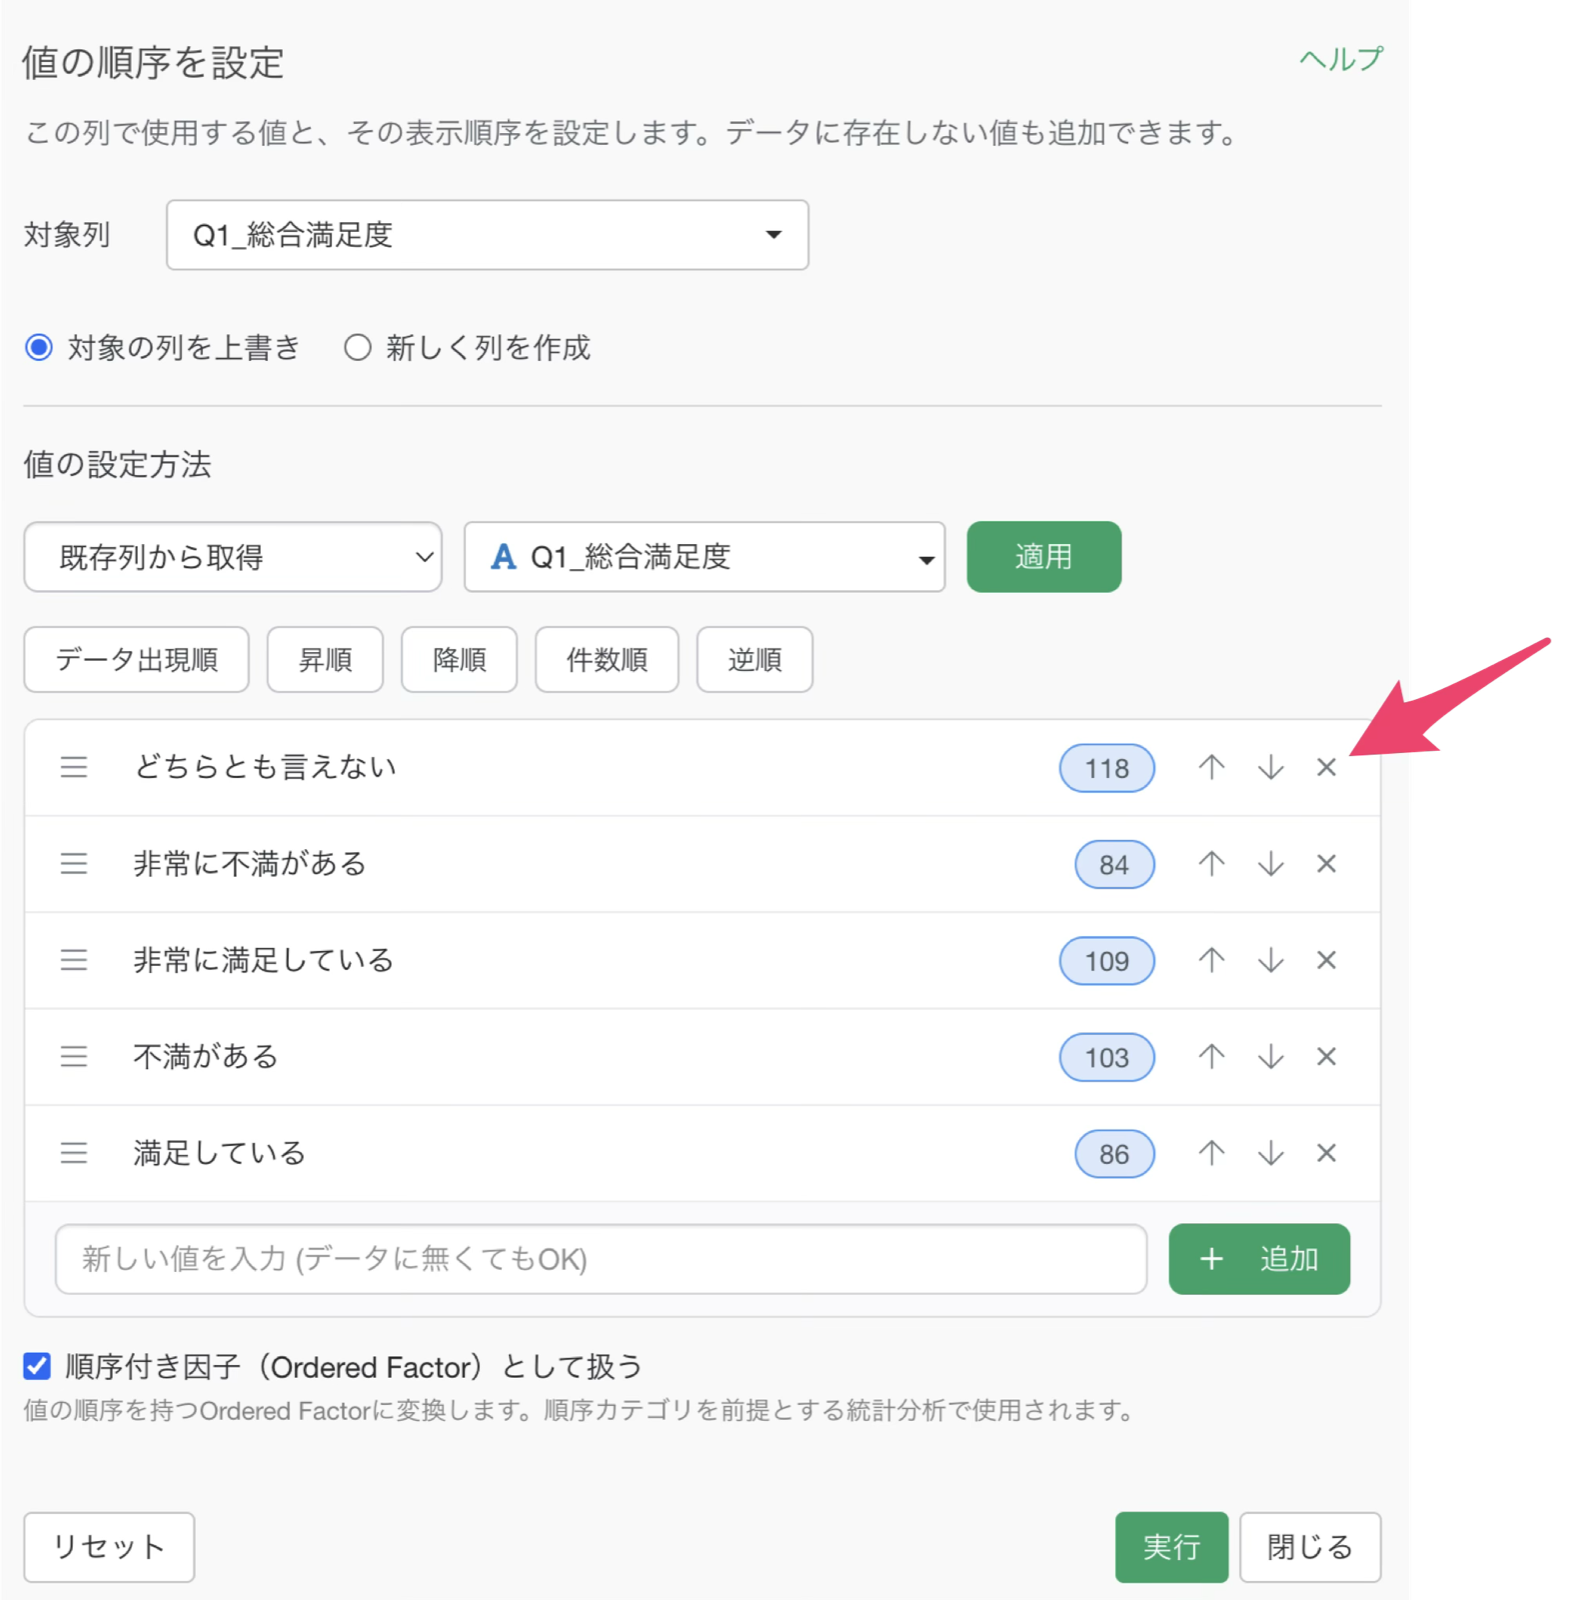 値の順序を設定
ヘルプ
この列で使用する値と、その表示順序を設定します。データに存在しない値も追加できます。
対象列 Q1_総合満足度
対象の列を上書き 新しく列を作成
値の設定方法
既存列から取得 A Q1_総合満足度 適用
データ出現順 昇順 降順 件数順 逆順
どちらとも言えない 118
非常に不満がある 84
非常に満足している 109
不満がある 103
満足している 86
新しい値を入力 (データに無くてもOK) + 追加
順序付き因子（Ordered Factor）として扱う
値の順序を持つOrdered Factorに変換します。順序カテゴリを前提とする統計分析で使用されます。
リセット 実行 閉じる